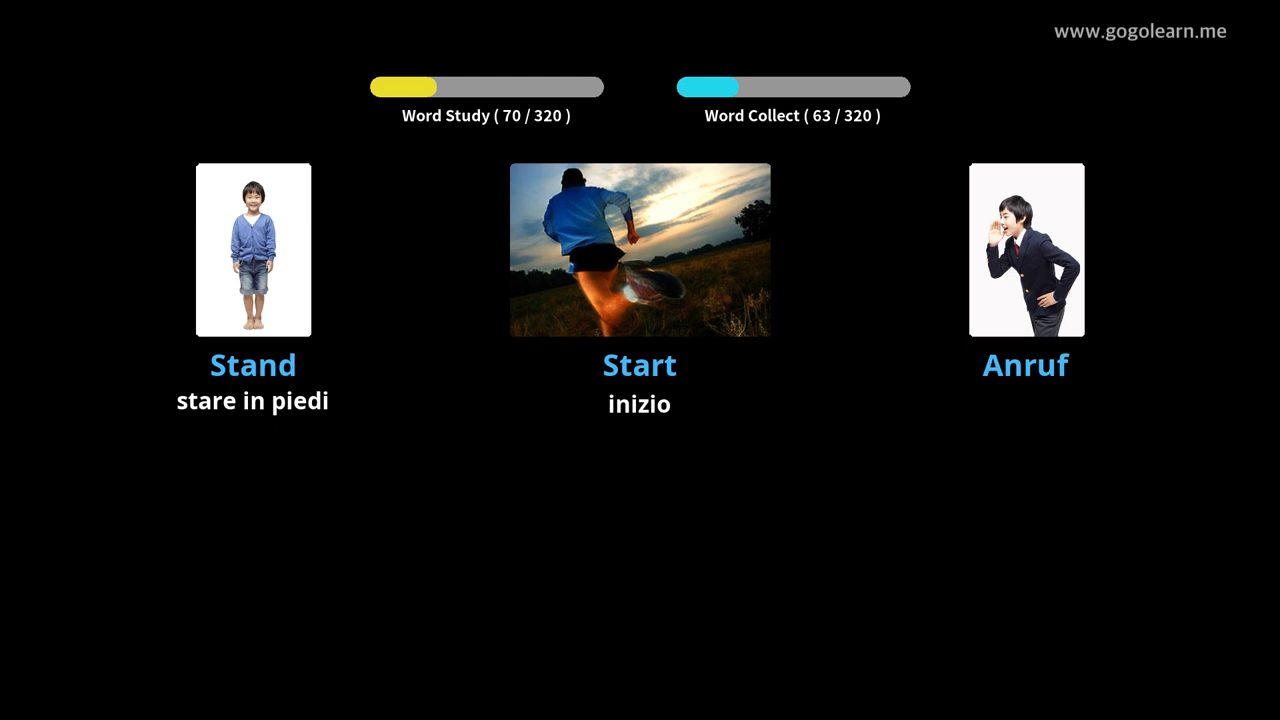 www.gogolearn.me
Word Study ( 70 / 320 )
Word Collect ( 63 / 320 )
Stand
stare in piedi
Start
inizio
Anruf